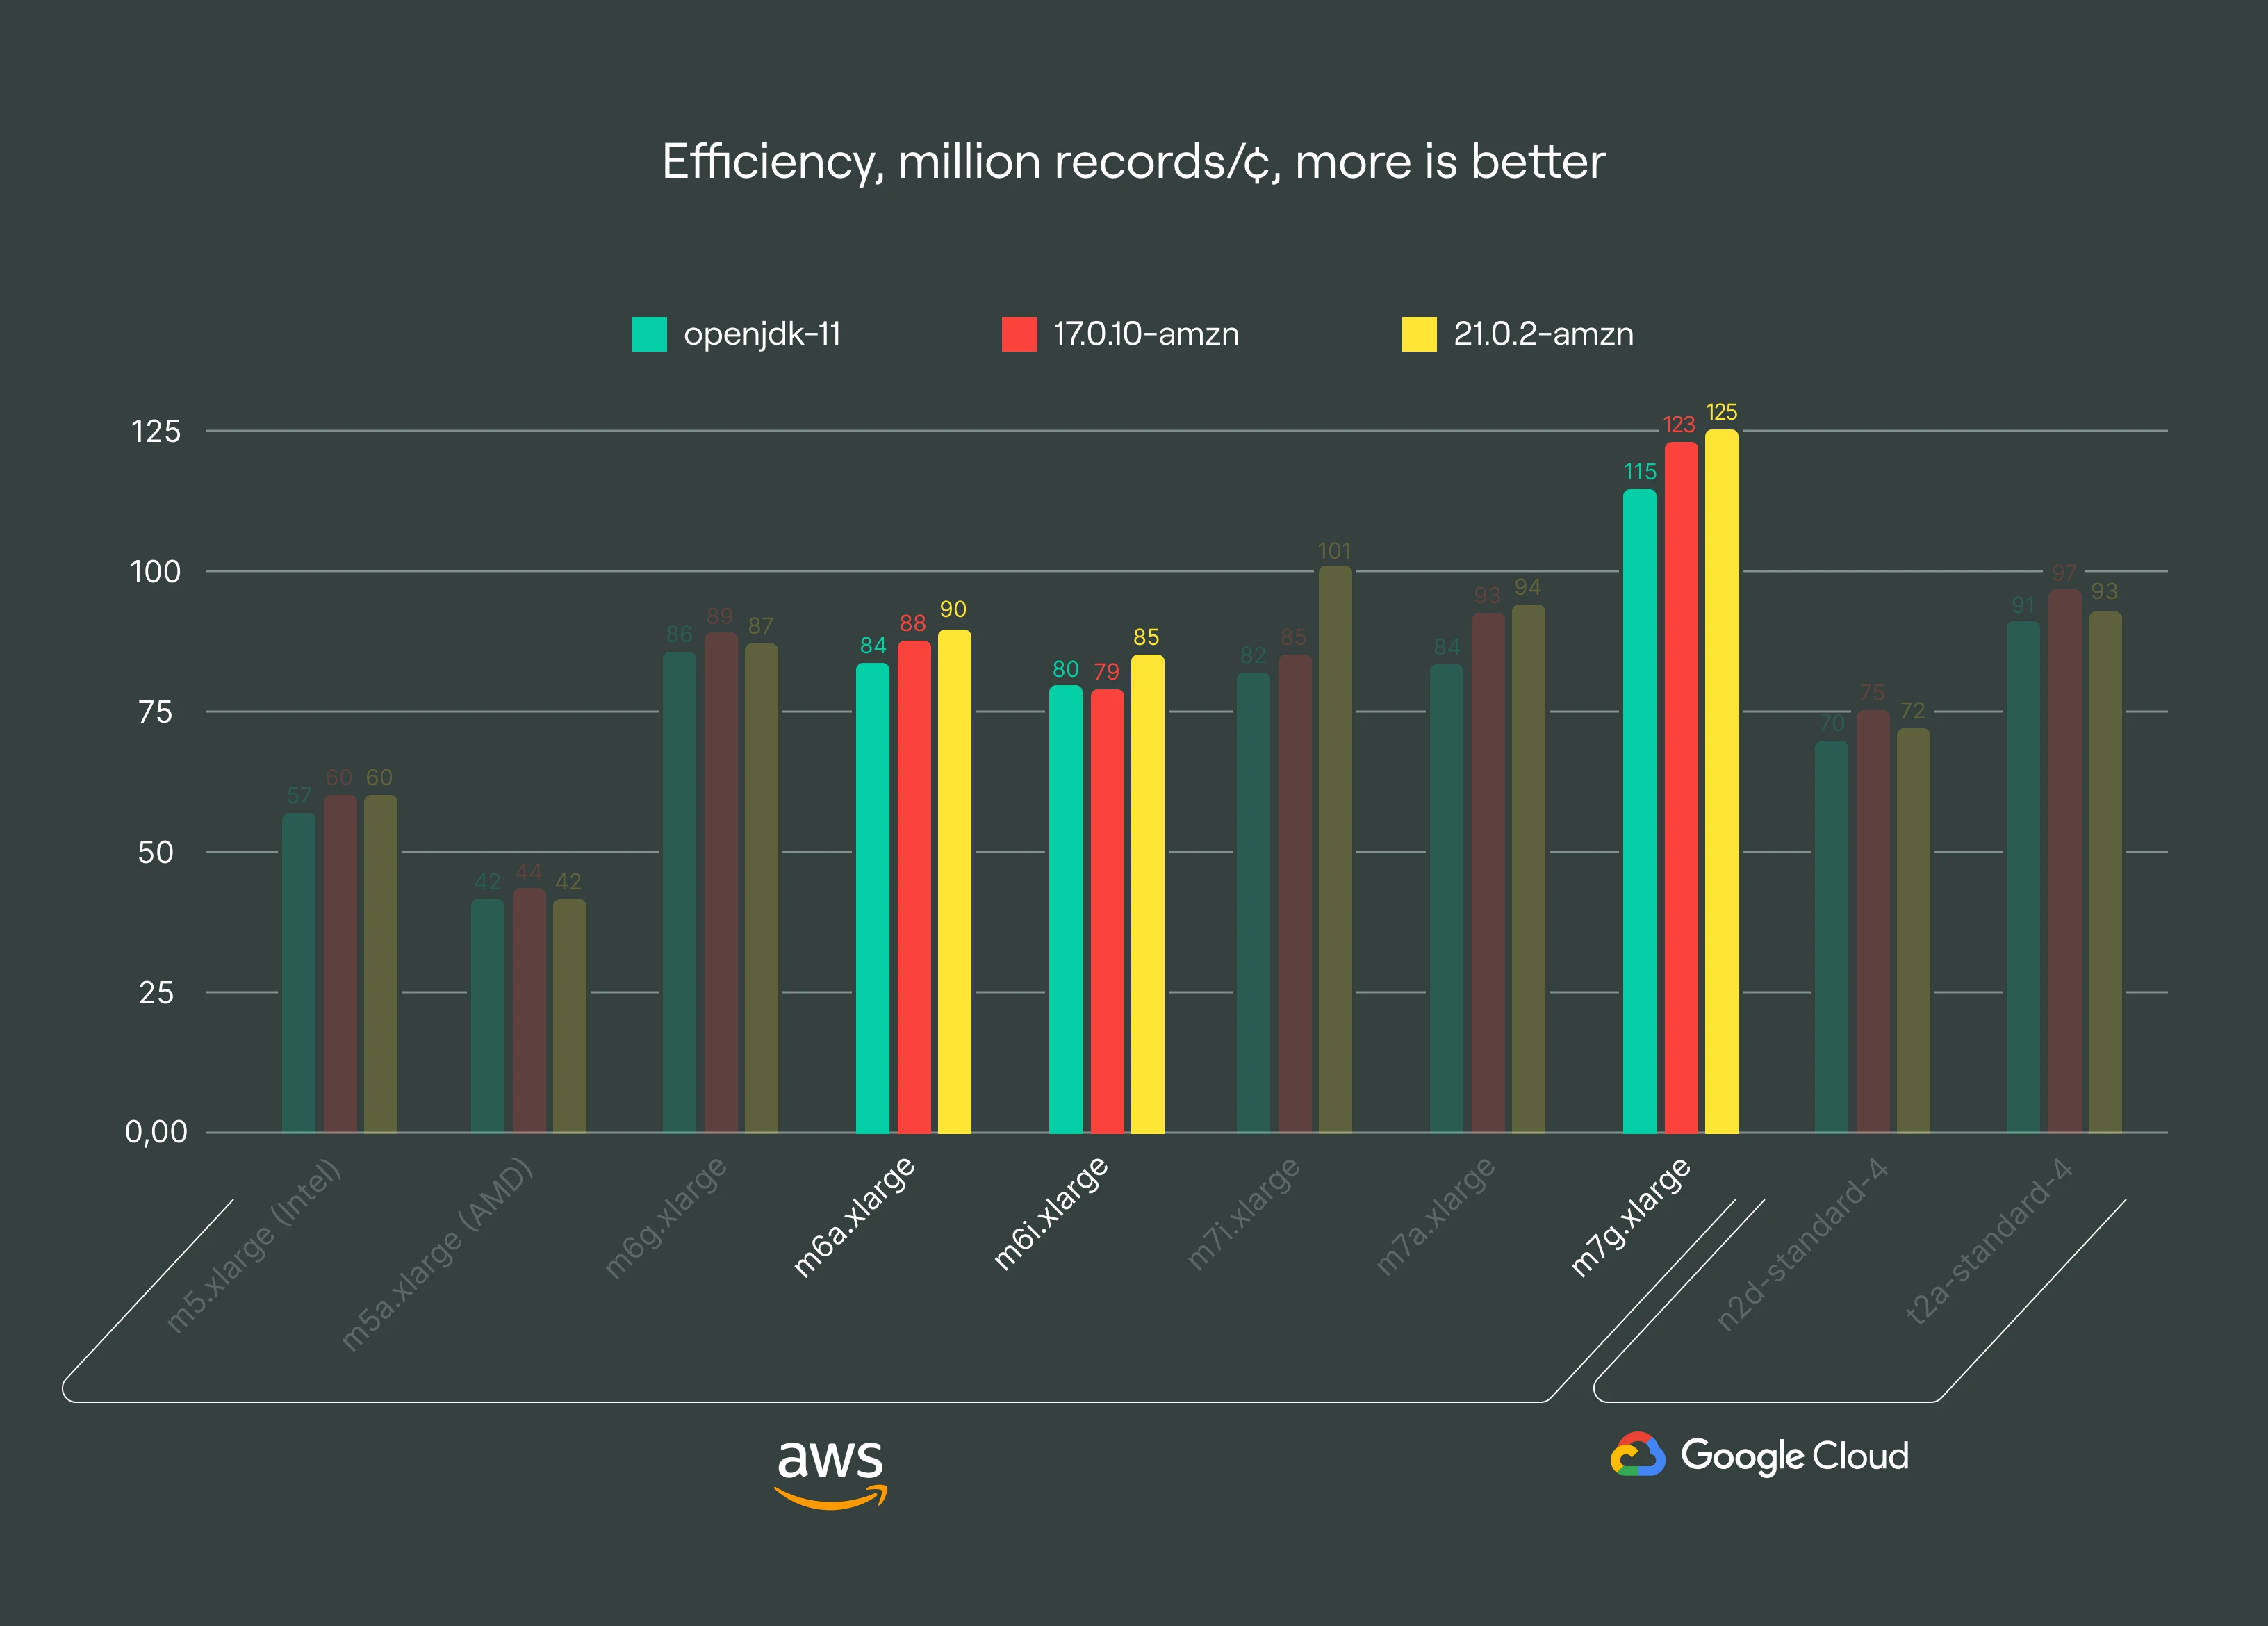 Efficiency, million records/¢, more is better
openjdk-11 17.0.10-amzn 21.0.2-amzn
125
100
75
50
25
0,00
57 60 60
42 44 42
86 89 87
84 88 90
80 79 85
82 85 101
84 93 94
115 123 125
70 75 72
91 97 93
m5.xlarge (Intel)
m5a.xlarge (AMD)
m6g.xlarge
m6a.xlarge
m6i.xlarge
m7i.xlarge
m7a.xlarge
m7g.xlarge
n2d-standard-4
t2a-standard-4
aws
Google Cloud